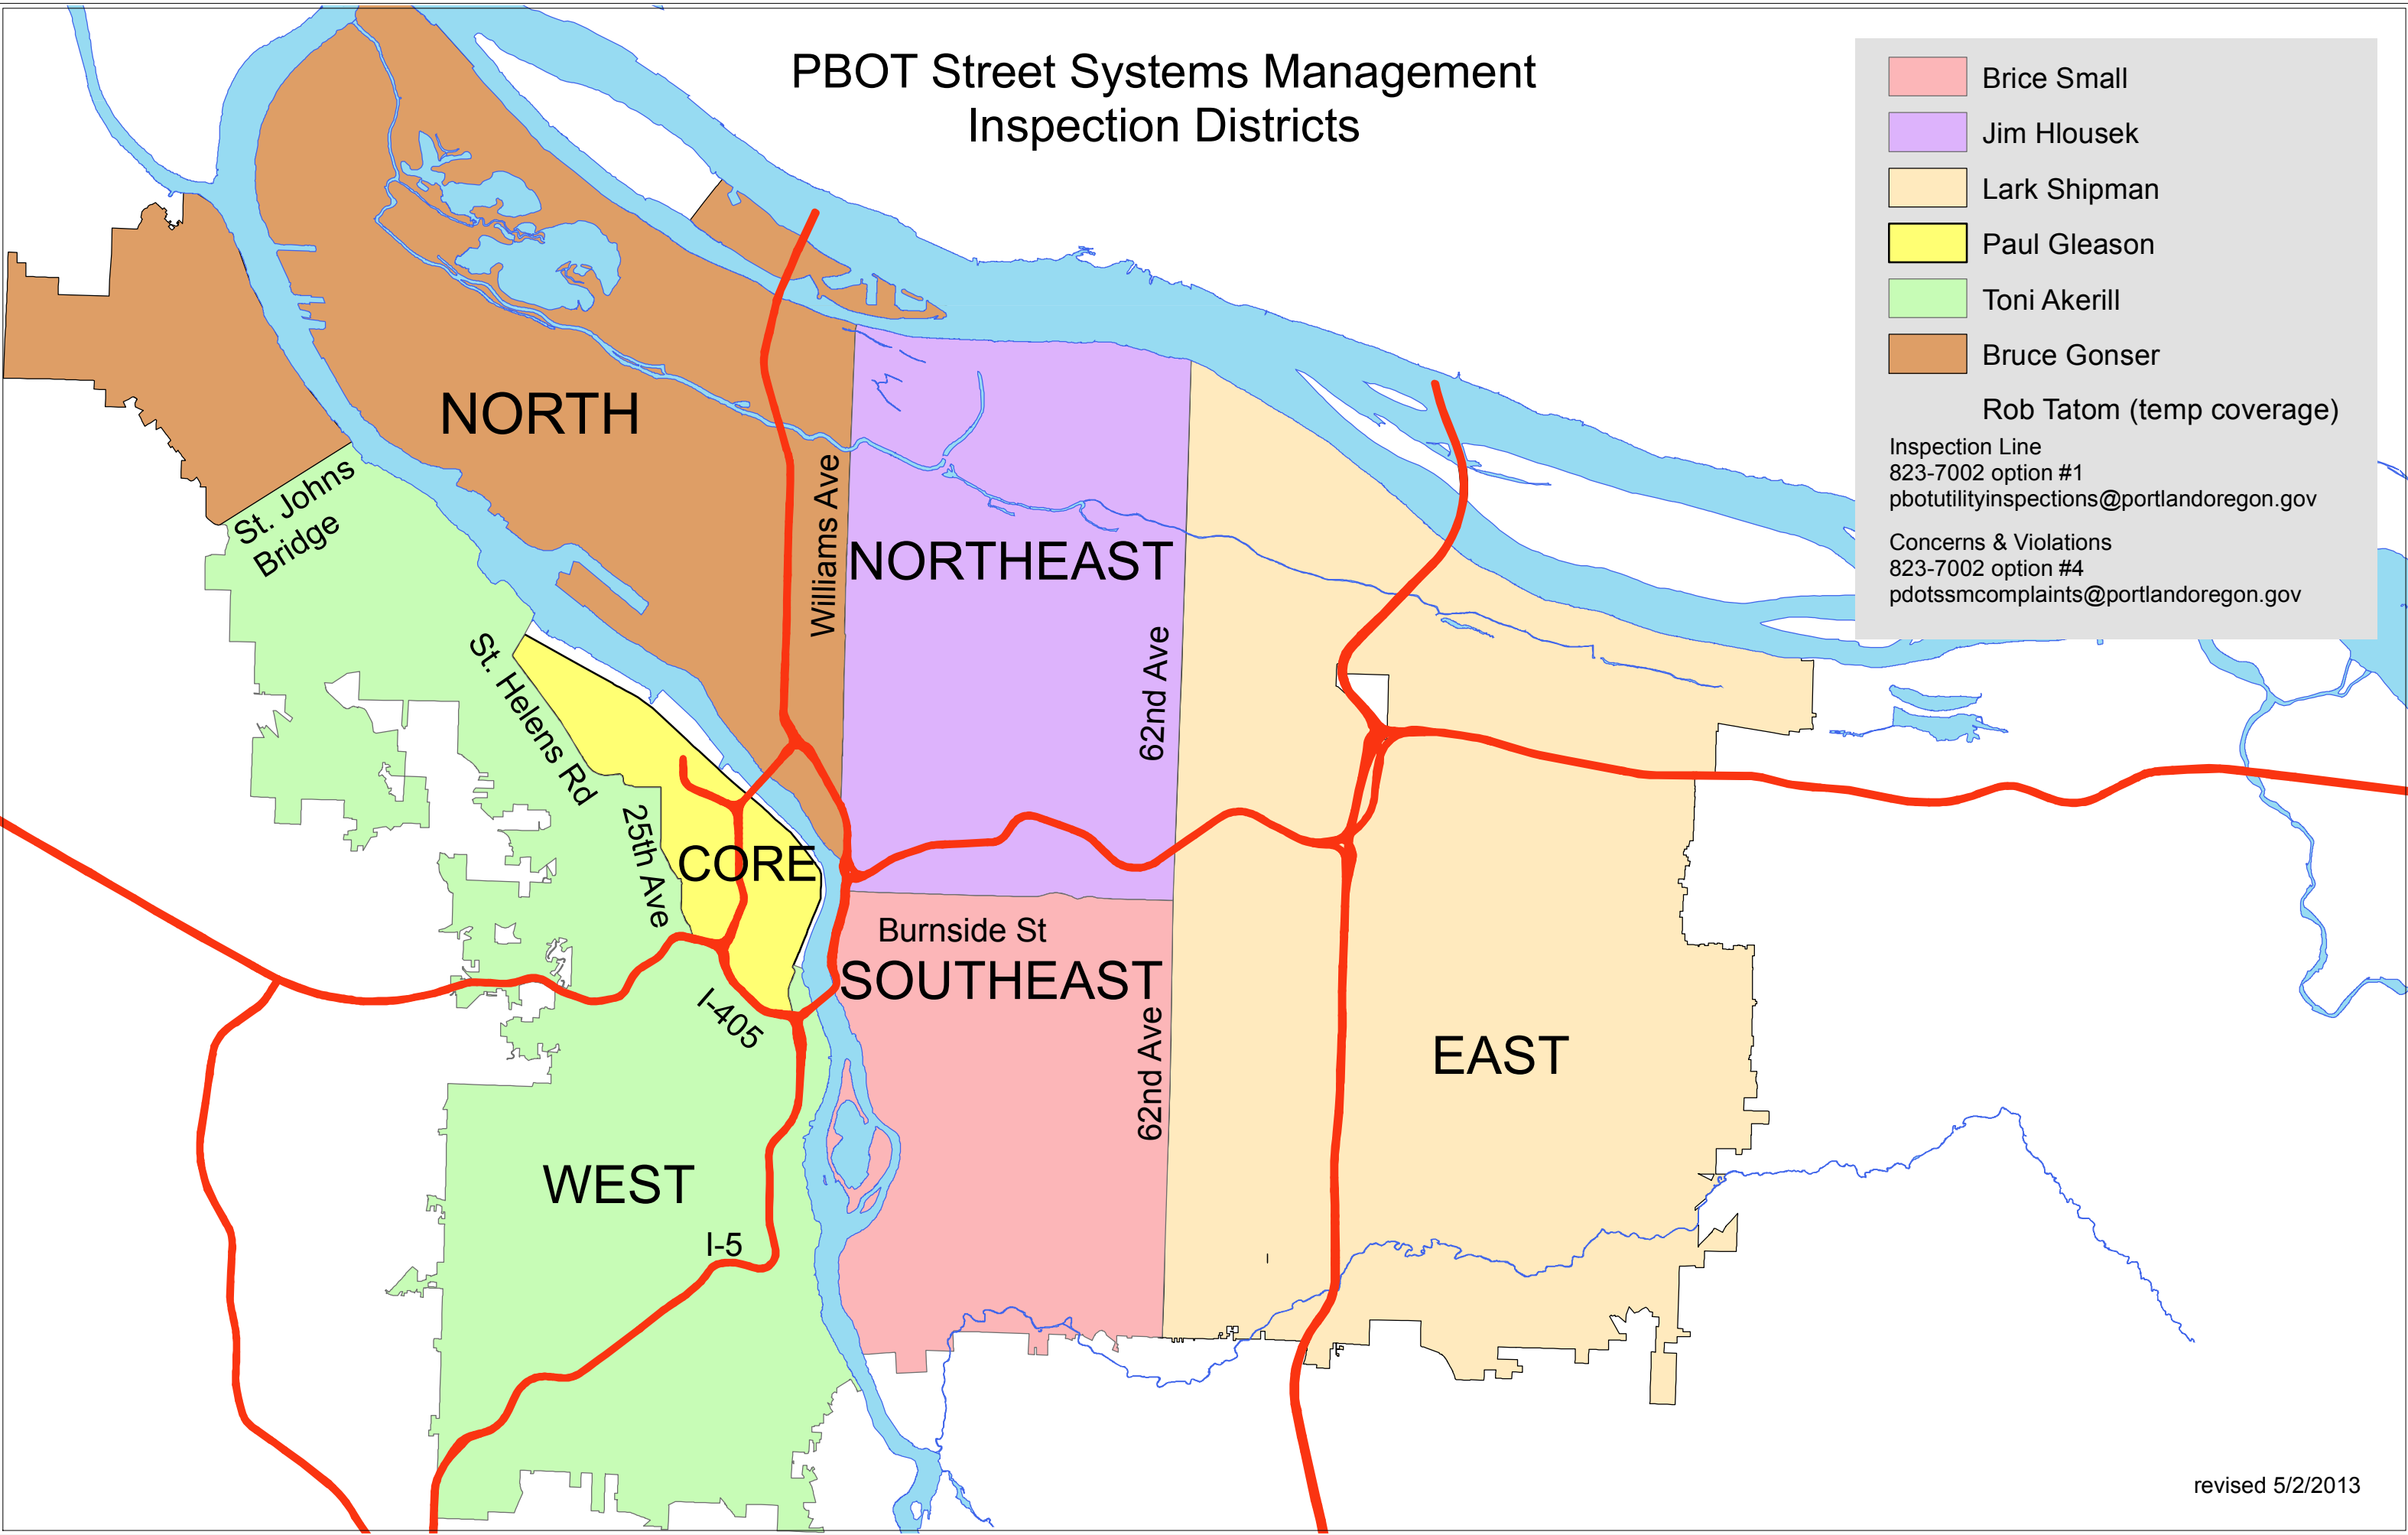 PBOT Street Systems Management
Inspection Districts
Brice Small
Jim Hlousek
Lark Shipman
Paul Gleason
Toni Akerill
Bruce Gonser
Rob Tatom (temp coverage)
Inspection Line
823-7002 option #1
pbotutilityinspections@portlandoregon.gov
Concerns & Violations
823-7002 option #4
pdotssmcomplaints@portlandoregon.gov
NORTH
St. Johns
Bridge
Williams Ave
NORTHEAST
62nd Ave
St. Helens Rd
25th Ave
CORE
Burnside St
SOUTHEAST
62nd Ave
I-405
EAST
WEST
I-5
revised 5/2/2013